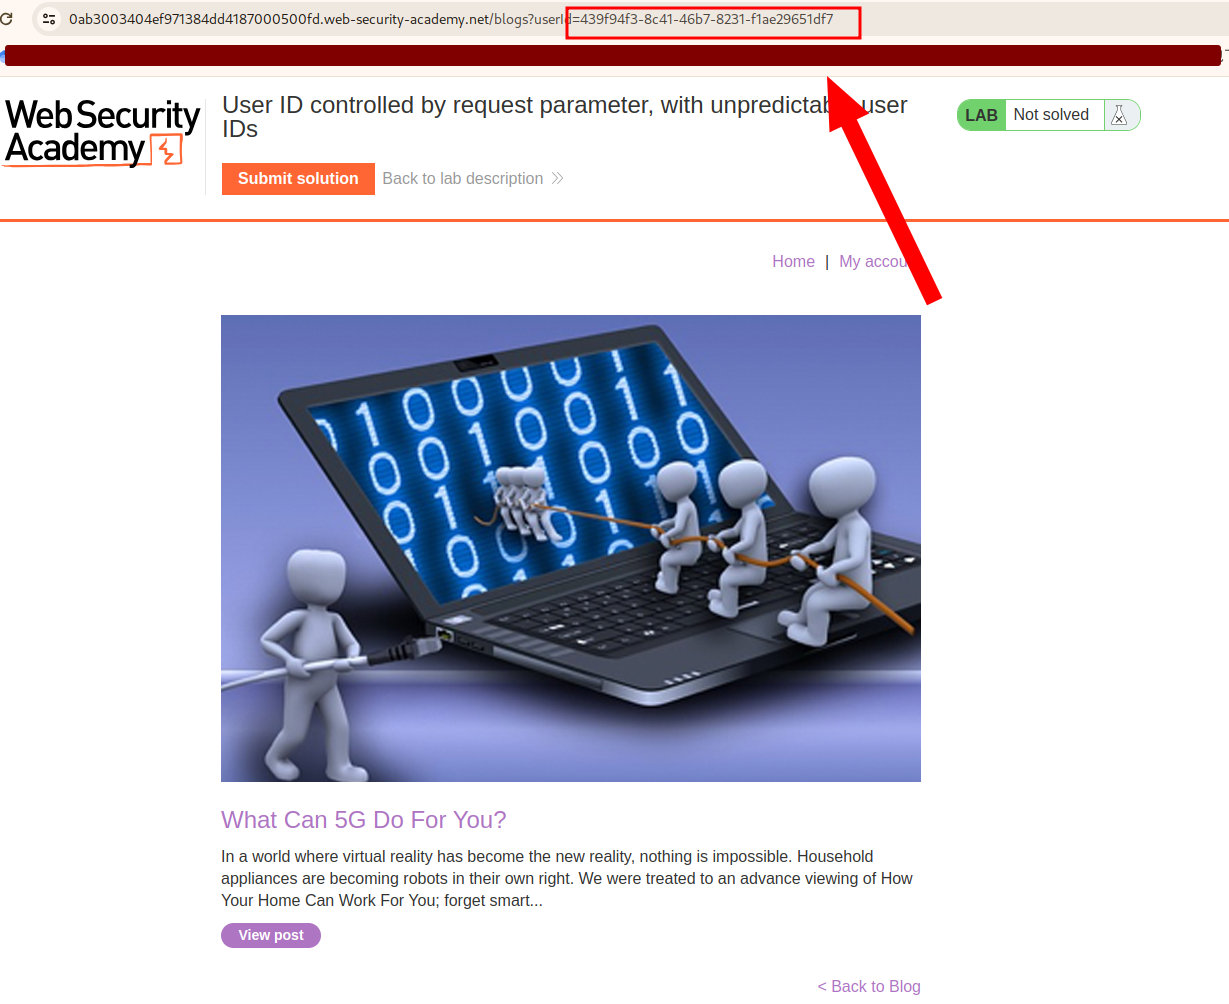 0ab3003404ef971384dd4187000500fd.web-security-academy.net/blogs?userId=439f94f3-8c41-46b7-8231-f1ae29651df7
Web Security
Academy
User ID controlled by request parameter, with unpredictable user
IDs
LAB Not solved
Submit solution Back to lab description
Home | My accou
What Can 5G Do For You?
In a world where virtual reality has become the new reality, nothing is impossible. Household
appliances are becoming robots in their own right. We were treated to an advance viewing of How
Your Home Can Work For You; forget smart...
View post
< Back to Blog